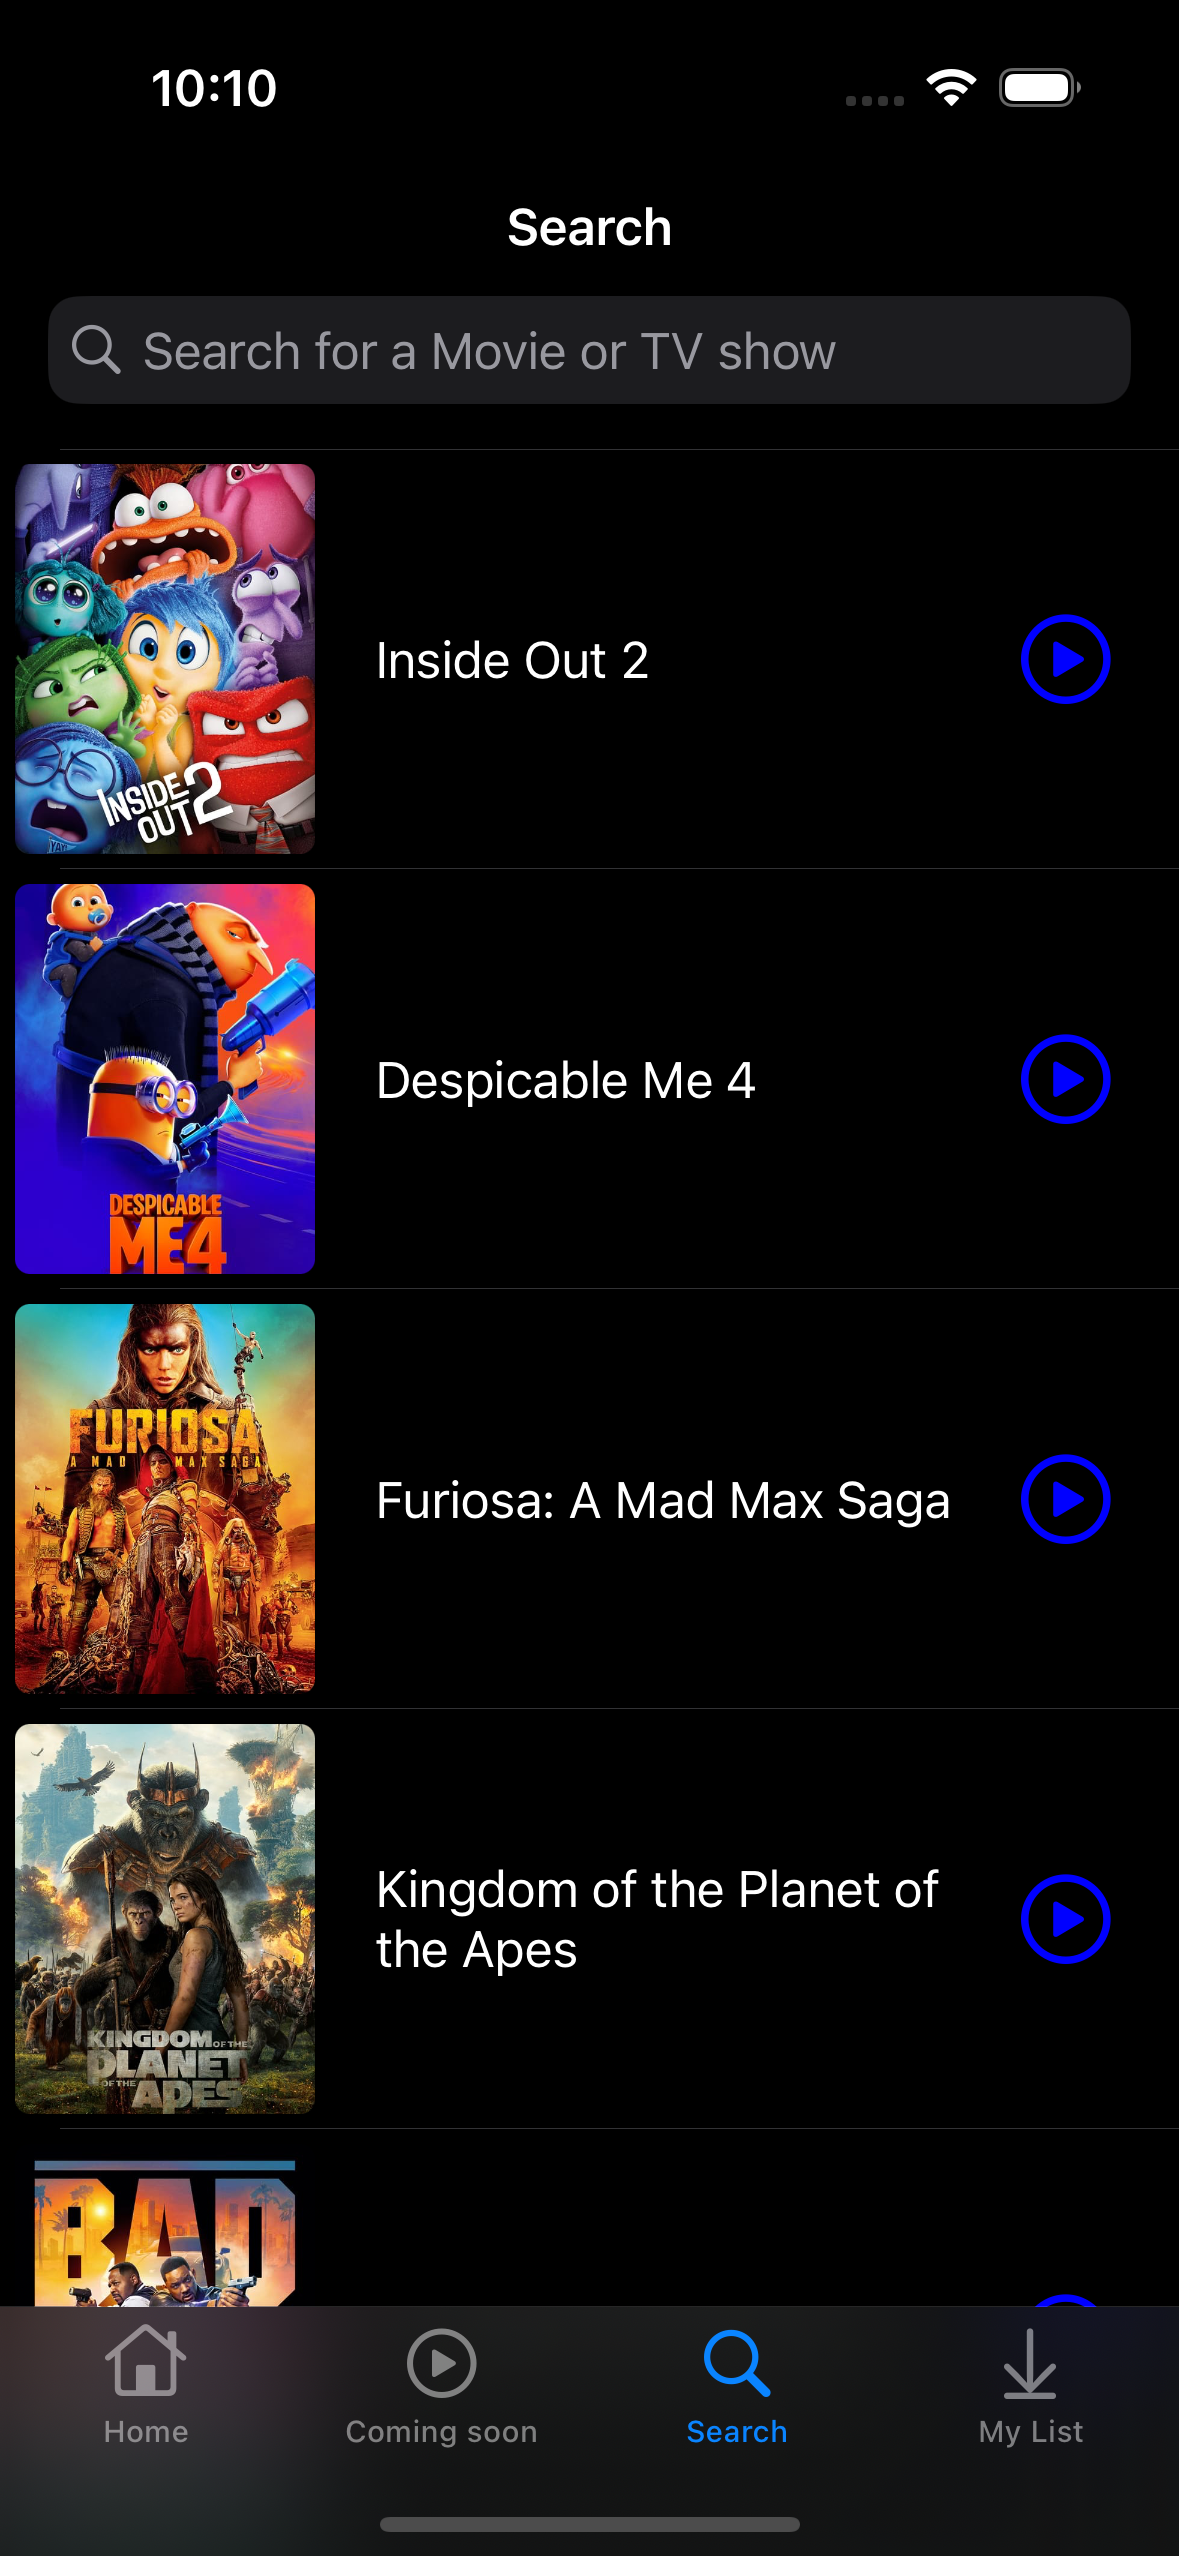 10:10
Search
Search for a Movie or TV show
INSIDE
OUT 2
Inside Out 2
DESPICABLE
ME4
Despicable Me 4
FURIOSA
A MAD MAX SAGA
Furiosa: A Mad Max Saga
KINGDOM OF THE
PLANET
OF THE APES
Kingdom of the Planet of
the Apes
BAD
Home
Coming soon
Search
My List